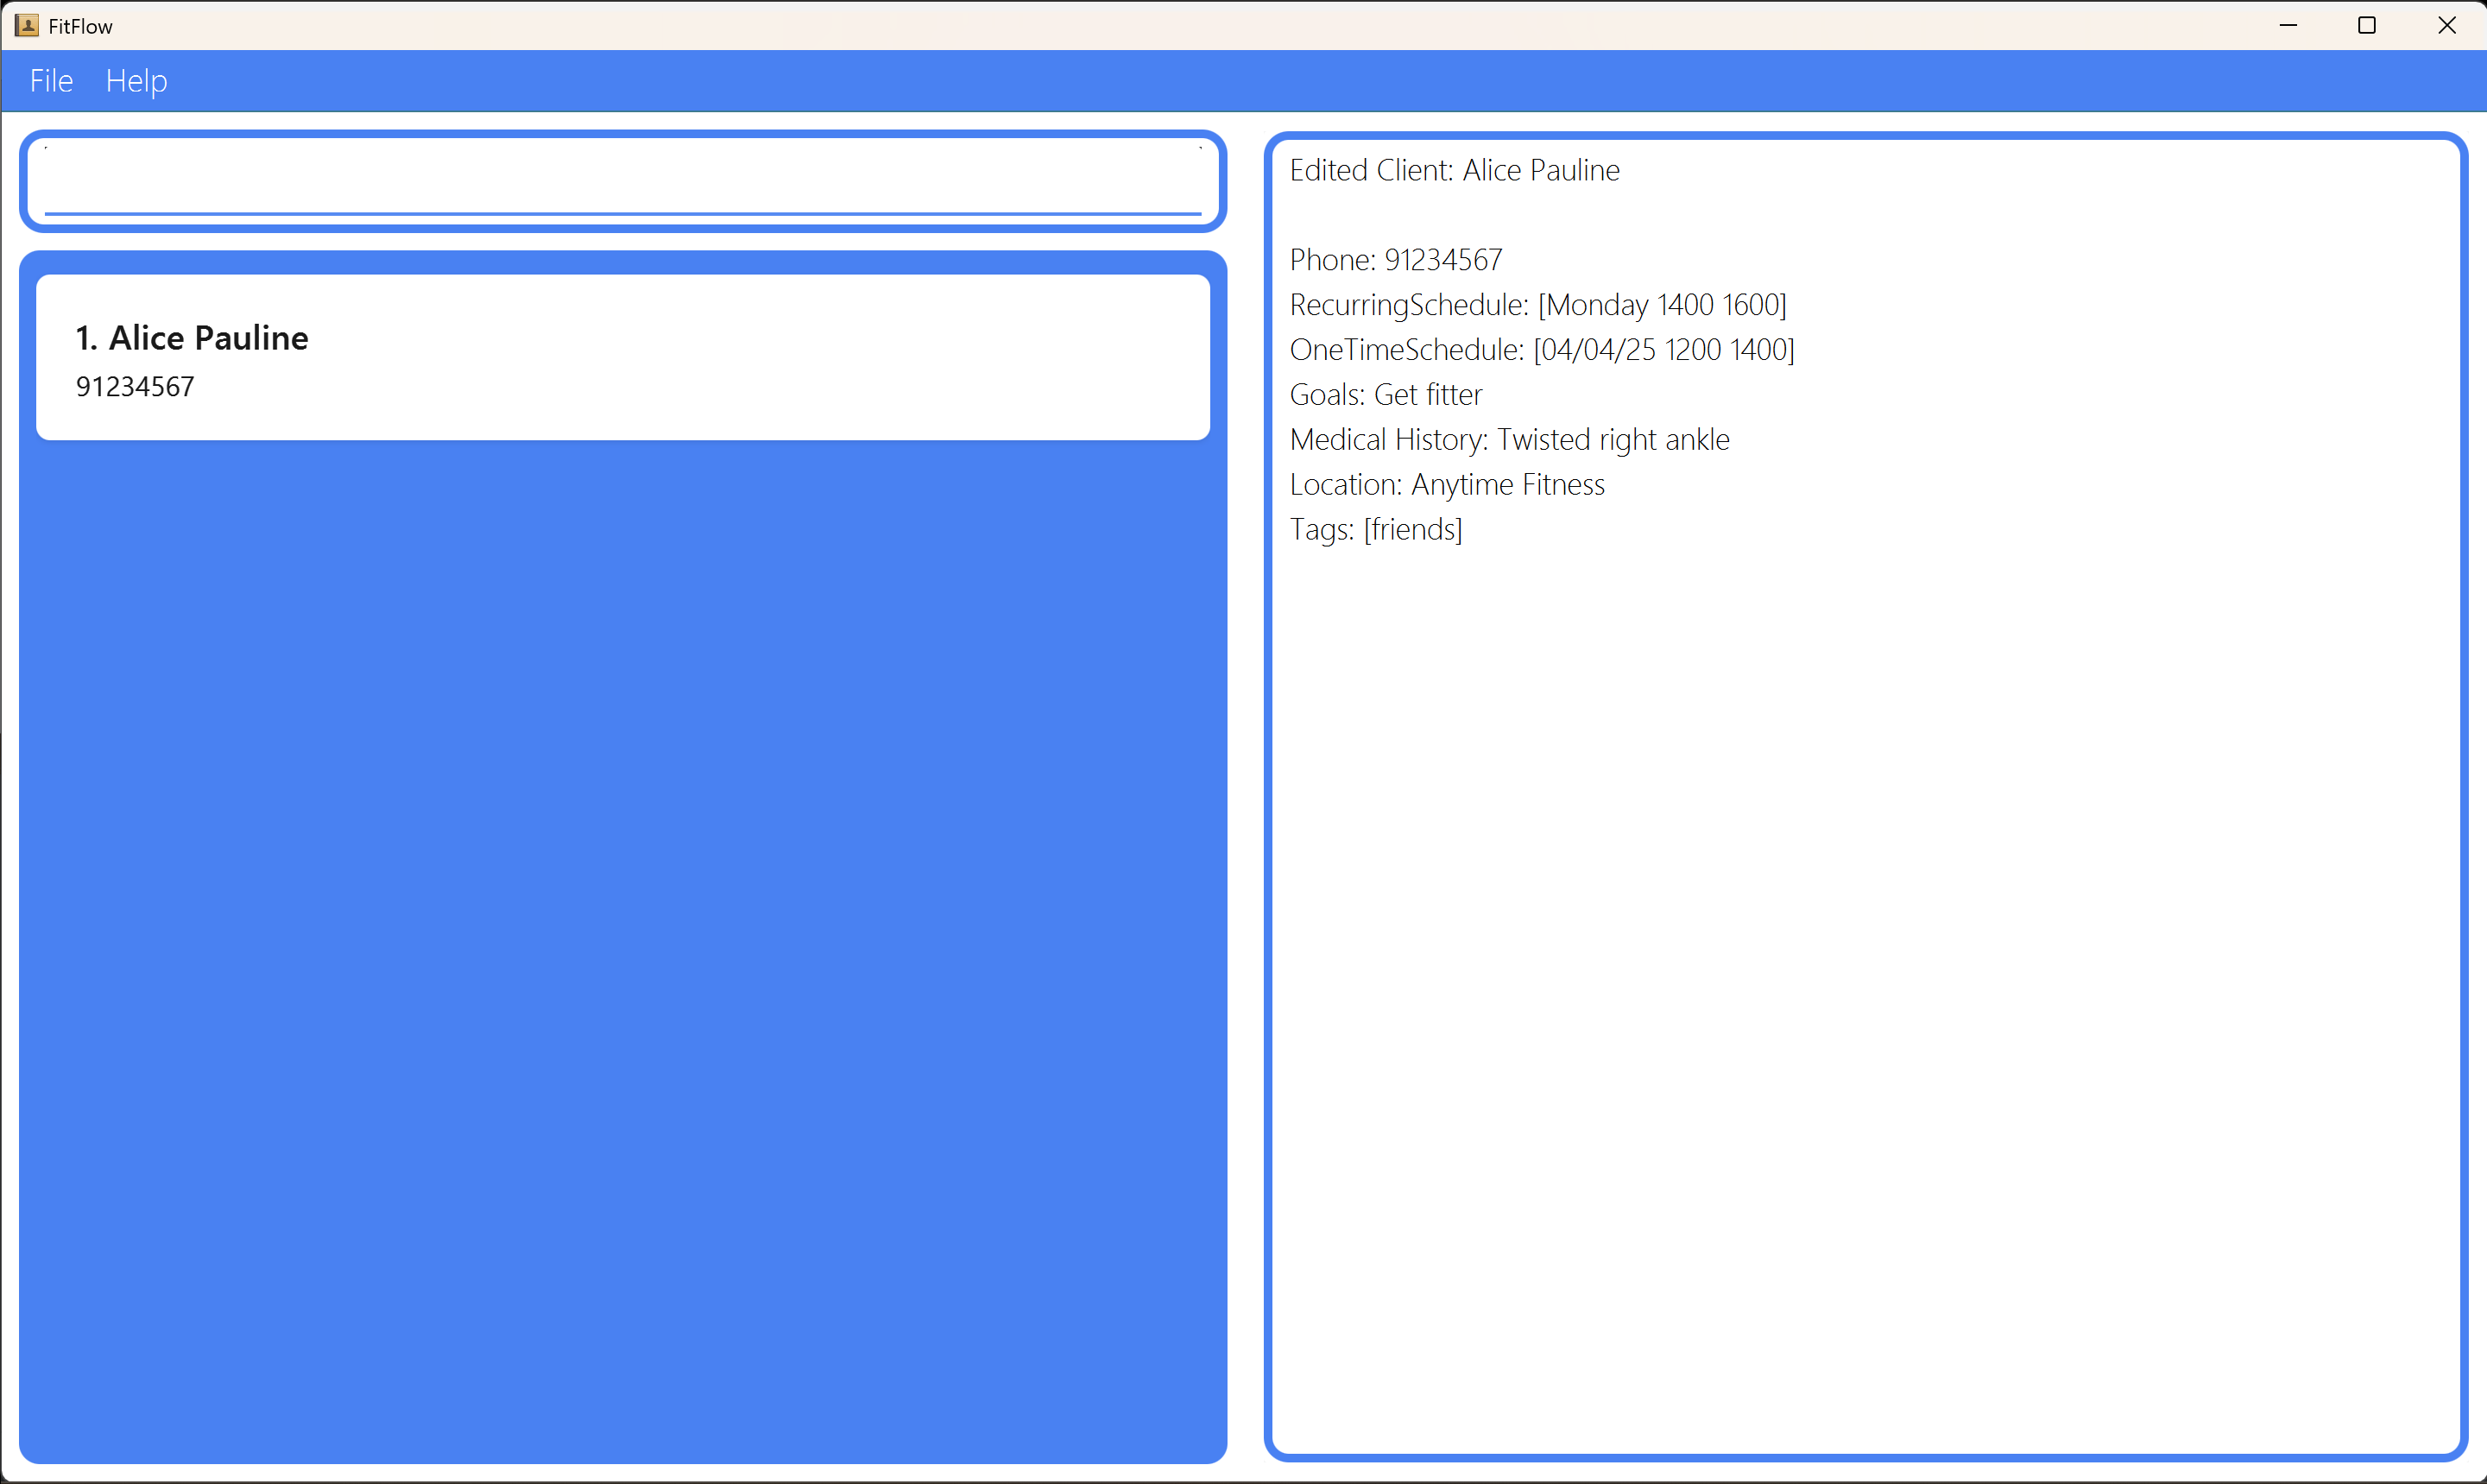 FitFlow
File Help
1. Alice Pauline
91234567
Edited Client: Alice Pauline
Phone: 91234567
RecurringSchedule: [Monday 1400 1600]
OneTimeSchedule: [04/04/25 1200 1400]
Goals: Get fitter
Medical History: Twisted right ankle
Location: Anytime Fitness
Tags: [friends]